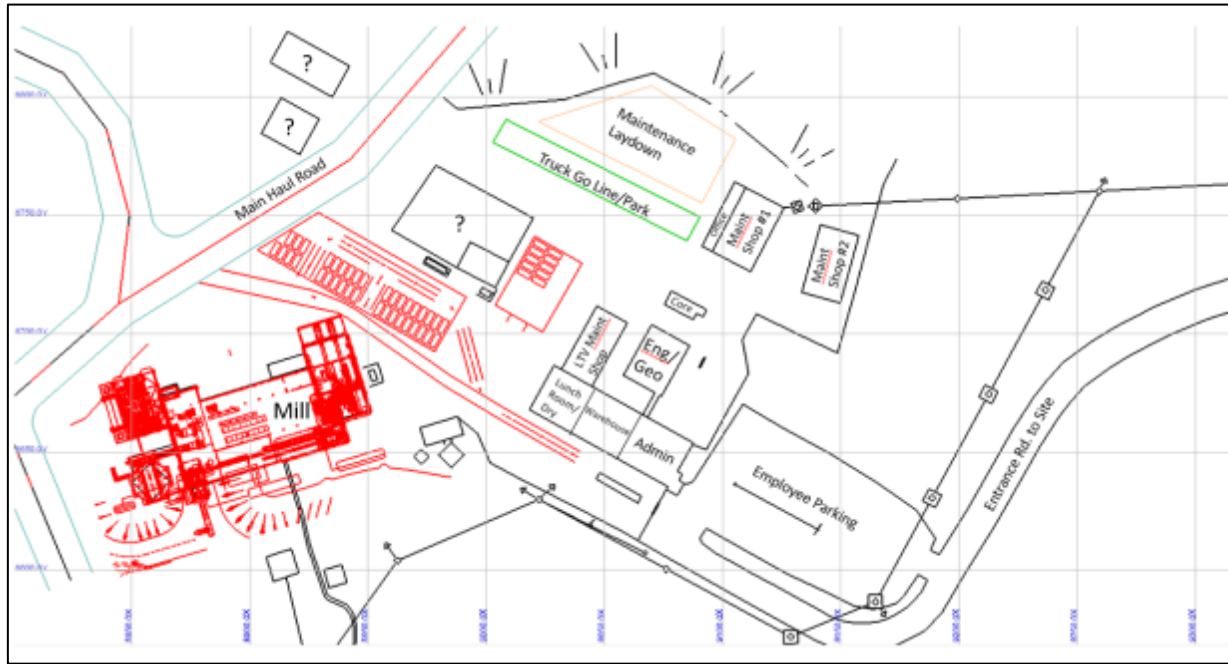 ?
?
Main Haul Road
Maintenance
Laydown
Truck Go Line/Park
?
Office
Maint
Shop #1
Maint
Shop #2
Core
LTV Maint
Shop
Eng/
Geo
Lunch
Room/
Dry
Warehouse
Admin
Mill
Employee Parking
Entrance Rd. to Site